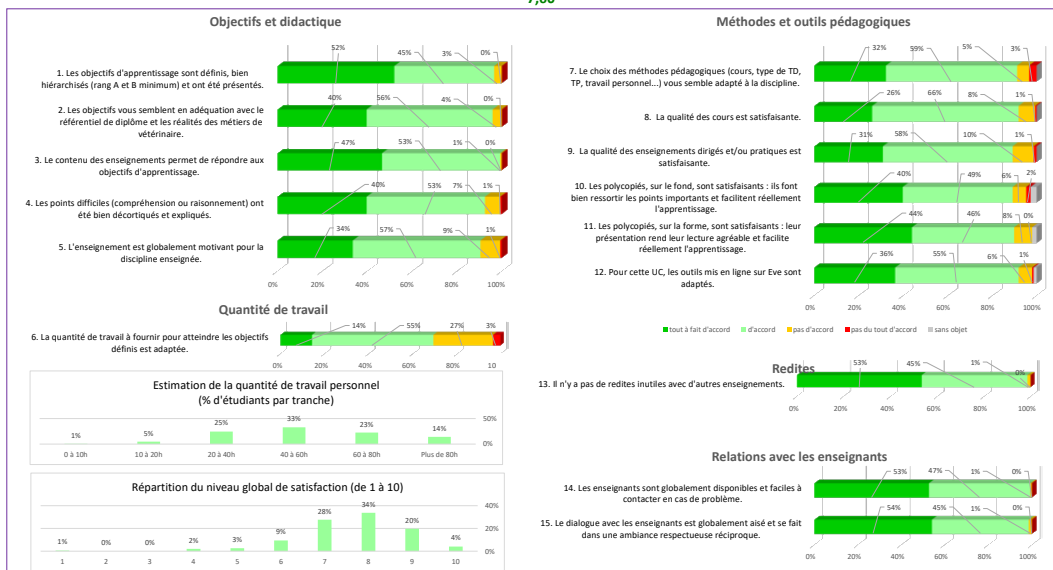 Objectifs et didactique
52%
45%
3%
0%
1. Les objectifs d'apprentissage sont définis, bien
hiérarchisés (rang A et B minimum) et ont été présentés.
40%
56%
4%
0%
2. Les objectifs vous semblent en adéquation avec le
référentiel de diplôme et les réalités des métiers de
vétérinaire.
47%
53%
1%
0%
3. Le contenu des enseignements permet de répondre aux
objectifs d'apprentissage.
40%
53%
7%
1%
4. Les points difficiles (compréhension ou raisonnement) ont
été bien décortiqués et expliqués.
34%
57%
9%
1%
5. L'enseignement est globalement motivant pour la
discipline enseignée.
0%
20%
40%
60%
80%
100%
Quantité de travail
14%
55%
27%
3%
6. La quantité de travail à fournir pour atteindre les objectifs
définis est adaptée.
0%
20%
40%
60%
80%
10
Estimation de la quantité de travail personnel
(% d'étudiants par tranche)
1%
5%
25%
33%
23%
14%
50%
0%
0 à 10h
10 à 20h
20 à 40h
40 à 60h
60 à 80h
Plus de 80h
Répartition du niveau global de satisfaction (de 1 à 10)
1%
0%
0%
2%
3%
9%
28%
34%
20%
4%
40%
20%
0%
1
2
3
4
5
6
7
8
9
10
Méthodes et outils pédagogiques
32%
59%
5%
3%
7. Le choix des méthodes pédagogiques (cours, type de TD,
TP, travail personnel...) vous semble adapté à la discipline.
26%
66%
8%
1%
8. La qualité des cours est satisfaisante.
31%
58%
10%
1%
9. La qualité des enseignements dirigés et/ou pratiques est
satisfaisante.
40%
49%
6%
2%
10. Les polycopiés, sur le fond, sont satisfaisants : ils font
bien ressortir les points importants et facilitent réellement
l'apprentissage.
44%
46%
8%
0%
11. Les polycopiés, sur la forme, sont satisfaisants : leur
présentation rend leur lecture agréable et facilite
réellement l'apprentissage.
36%
55%
6%
1%
12. Pour cette UC, les outils mis en ligne sur Eve sont
adaptés.
0%
20%
40%
60%
80%
100%
tout à fait d'accord
d'accord
pas d'accord
pas du tout d'accord
sans objet
Redites
53%
45%
1%
0%
13. Il n'y a pas de redites inutiles avec d'autres enseignements.
0%
20%
40%
60%
80%
100%
Relations avec les enseignants
53%
47%
1%
0%
14. Les enseignants sont globalement disponibles et faciles à
contacter en cas de problème.
54%
45%
1%
0%
15. Le dialogue avec les enseignants est globalement aisé et se fait
dans une ambiance respectueuse réciproque.
0%
20%
40%
60%
80%
100%